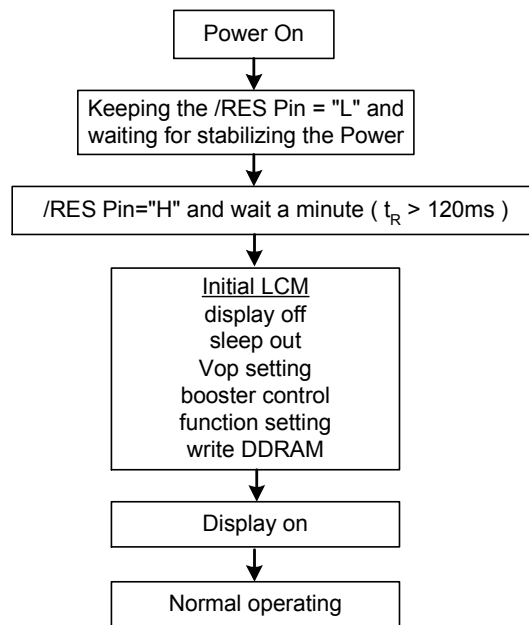 Power On
Keeping the /RES Pin = "L" and
waiting for stabilizing the Power
/RES Pin="H" and wait a minute ( tR > 120ms )
Initial LCM
display off
sleep out
Vop setting
booster control
function setting
write DDRAM
Display on
Normal operating